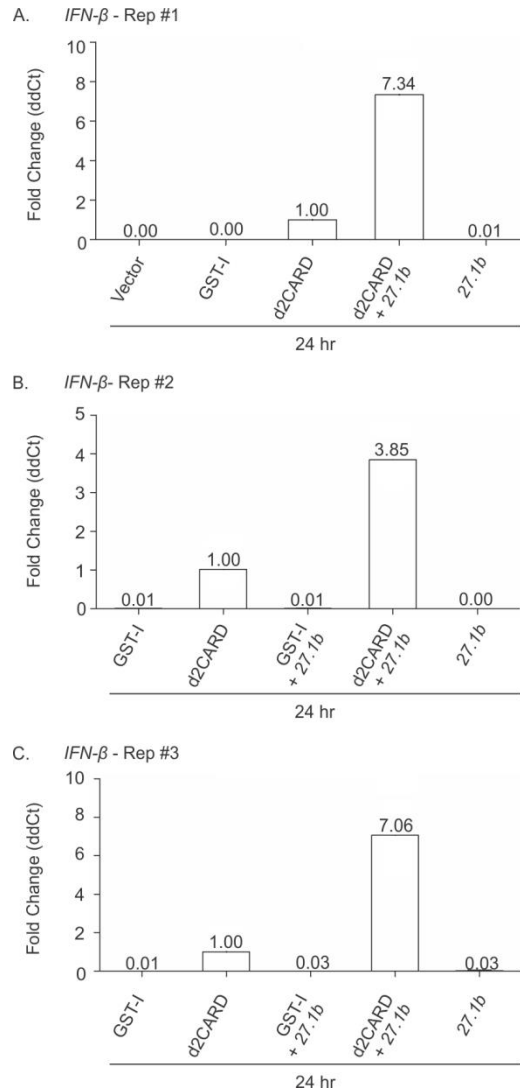 A. IFN-β - Rep #1
Fold Change (ddCt)
10
8
6
4
2
0
0.00
0.00
1.00
7.34
0.01
Vector
GST-I
d2CARD
d2CARD
+ 27.1b
27.1b
24 hr
B. IFN-β- Rep #2
Fold Change (ddCt)
5
4
3
2
1
0
0.01
1.00
0.01
3.85
0.00
GST-I
d2CARD
GST-I
+ 27.1b
d2CARD
+ 27.1b
27.1b
24 hr
C. IFN-β - Rep #3
Fold Change (ddCt)
10
8
6
4
2
0
0.01
1.00
0.03
7.06
0.03
GST-I
d2CARD
GST-I
+ 27.1b
d2CARD
+ 27.1b
27.1b
24 hr